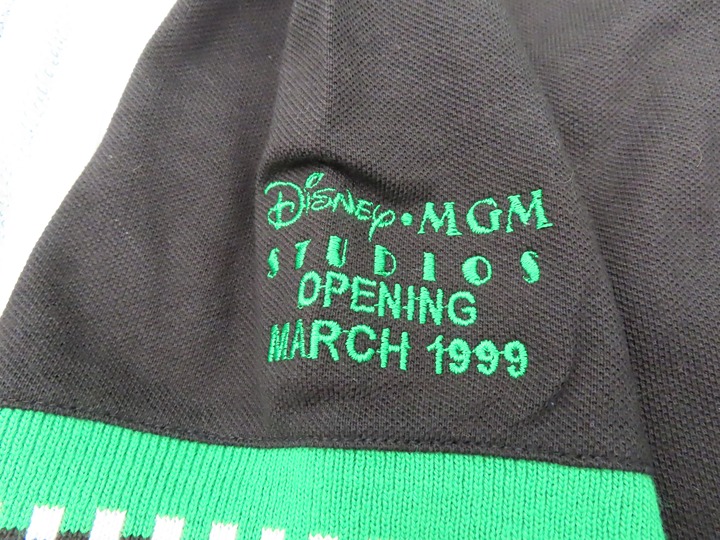 Disney • MGM
STUDIOS
OPENING
MARCH 1999